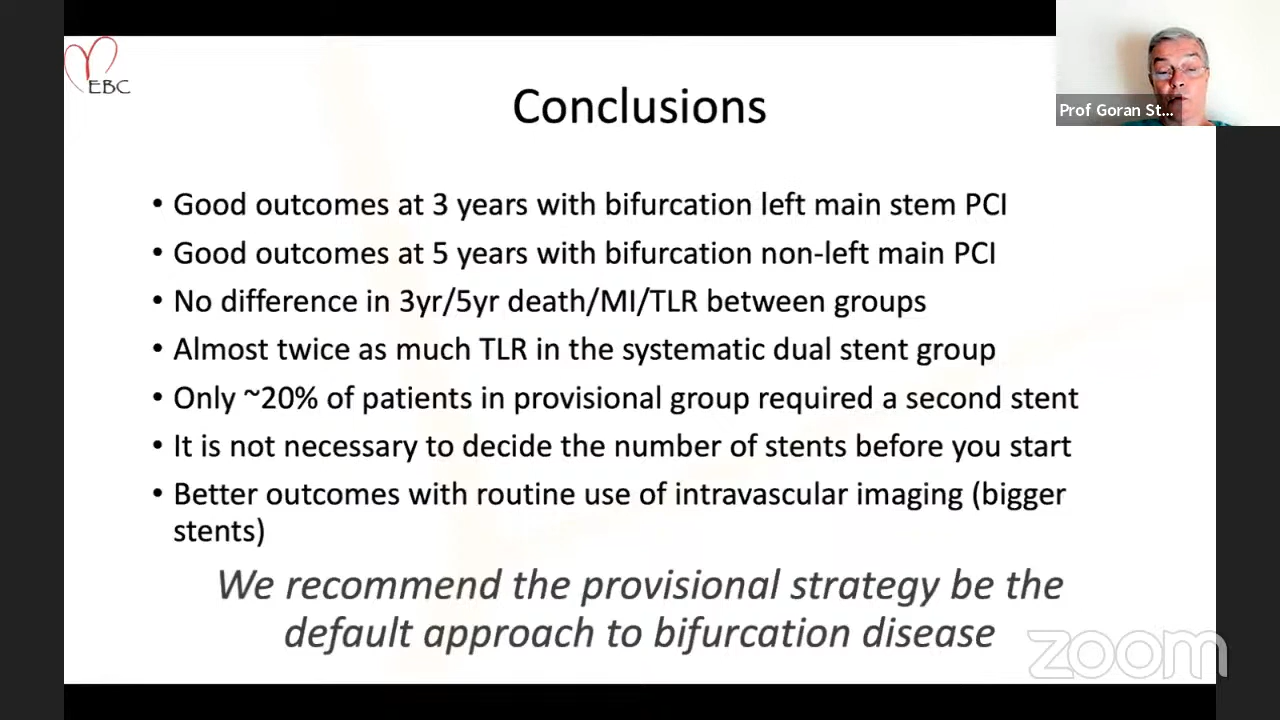 EBC
Prof Goran St...
Conclusions
• Good outcomes at 3 years with bifurcation left main stem PCI
• Good outcomes at 5 years with bifurcation non-left main PCI
• No difference in 3yr/5yr death/MI/TLR between groups
• Almost twice as much TLR in the systematic dual stent group
• Only ~20% of patients in provisional group required a second stent
• It is not necessary to decide the number of stents before you start
• Better outcomes with routine use of intravascular imaging (bigger
stents)
We recommend the provisional strategy be the
default approach to bifurcation disease
zoom